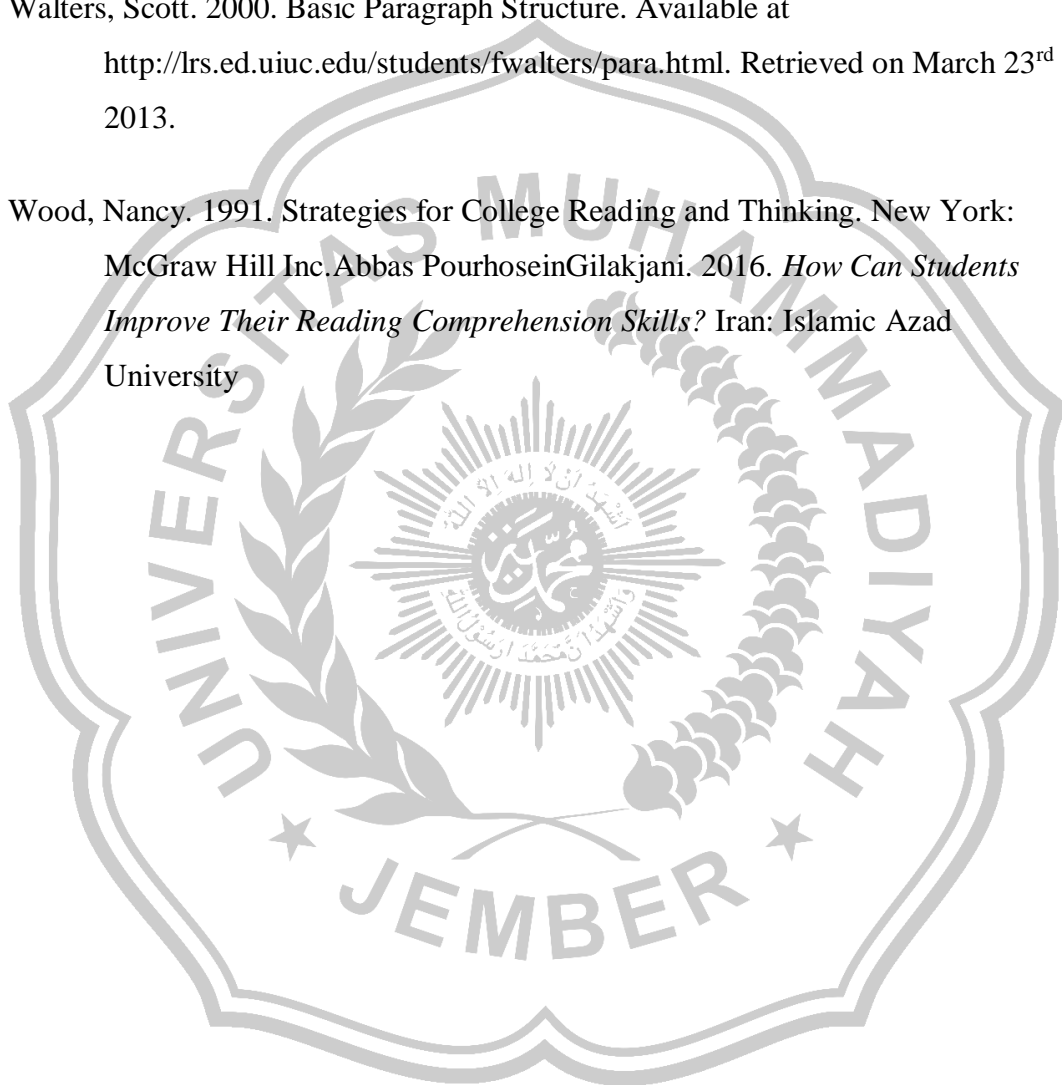 Walters, Scott. 2000. Basic Paragraph Structure. Available at
http://lrs.ed.uiuc.edu/students/fwalters/para.html. Retrieved on March 23rd
2013.
Wood, Nancy. 1991. Strategies for College Reading and Thinking. New York:
McGraw Hill Inc.Abbas PourhoseinGilakjani. 2016. How Can Students
Improve Their Reading Comprehension Skills? Iran: Islamic Azad
University
UNIVERSITAS MUHAMMADIYAH
JEMBER